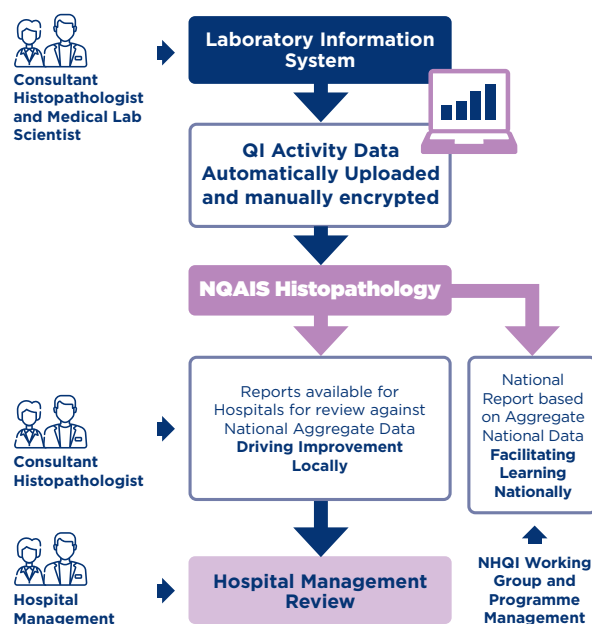 Laboratory Information
System
Consultant
Histopathologist
and Medical Lab
Scientist
QI Activity Data
Automatically Uploaded
and manually encrypted
NQAIS Histopathology
Reports available for
Hospitals for review against
National Aggregate Data
Driving Improvement
Locally
National
Report based
on Aggregate
National Data
Facilitating
Learning
Nationally
Consultant
Histopathologist
Hospital Management
Review
Hospital
Management
NHQI Working
Group and
Programme
Management